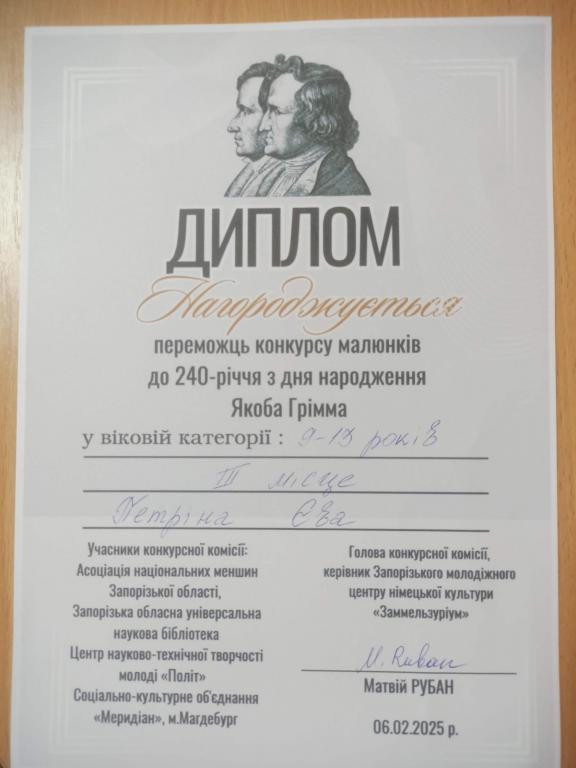 ДИПЛОМ
Нагороджується
переможць конкурсу малюнків
до 240-річчя з дня народження
Якоба Грімма
у віковій категорії : 9-13 років
III місце
Петріна Єва
Учасники конкурсної комісії:
Асоціація національних меншин
Запорізької області,
Запорізька обласна універсальна
наукова бібліотека
Центр науково-технічної творчості
молоді «Політ»
Соціально-культурне об'єднання
«Меридіан», м.Магдебург
Голова конкурсної комісії,
керівник Запорізького молодіжного
центру німецької культури
«Заммельзуріум»
M. Ruban
Матвій РУБАН
06.02.2025 р.